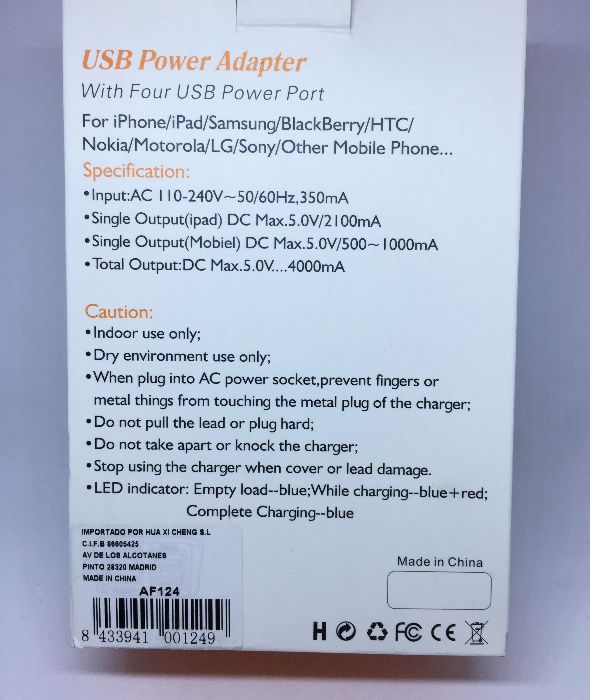 USB Power Adapter
With Four USB Power Port
For iPhone/iPad/Samsung/BlackBerry/HTC/
Nokia/Motorola/LG/Sony/Other Mobile Phone...
Specification:
•Input:AC 110-240V~50/60Hz,350mA
•Single Output(ipad) DC Max.5.0V/2100mA
•Single Output(Mobiel) DC Max.5.0V/500~1000mA
•Total Output:DC Max.5.0V....4000mA
Caution:
•Indoor use only;
•Dry environment use only;
•When plug into AC power socket,prevent fingers or
metal things from touching the metal plug of the charger;
•Do not pull the lead or plug hard;
•Do not take apart or knock the charger;
•Stop using the charger when cover or lead damage.
•LED indicator: Empty load--blue;While charging--blue+red;
Complete Charging--blue
IMPORTADO POR HUA XI CHENG S.L
C.I.F.B 86605425
AV DE LOS ALCOTANES
PINTO 28320 MADRID
MADE IN CHINA
AF124
8 433941 001249
Made in China
H FC CE